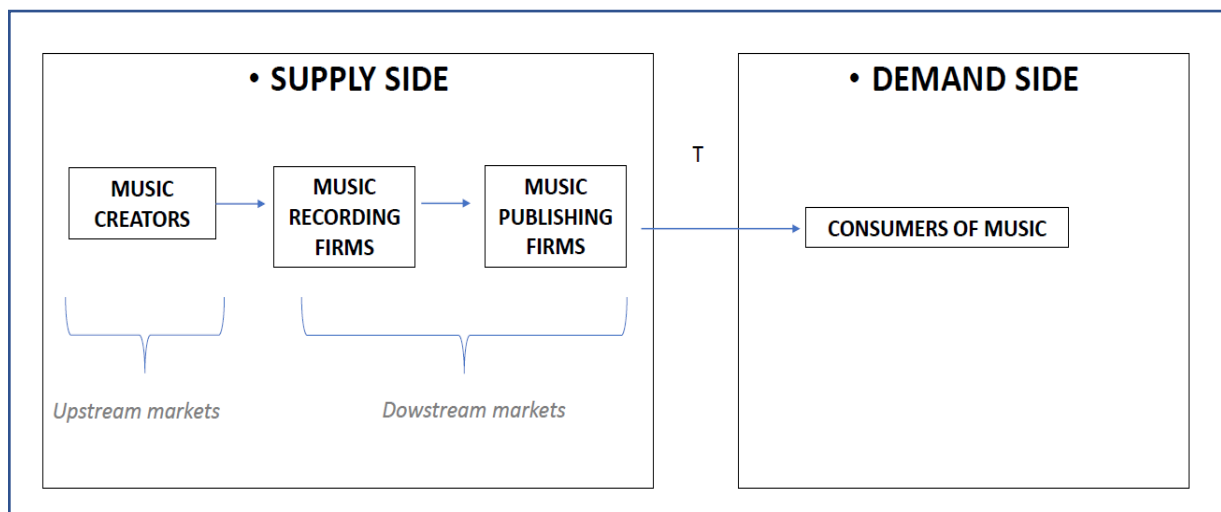 • SUPPLY SIDE
MUSIC
CREATORS
MUSIC
RECORDING
FIRMS
MUSIC
PUBLISHING
FIRMS
Upstream markets
Dowstream markets
T
• DEMAND SIDE
CONSUMERS OF MUSIC